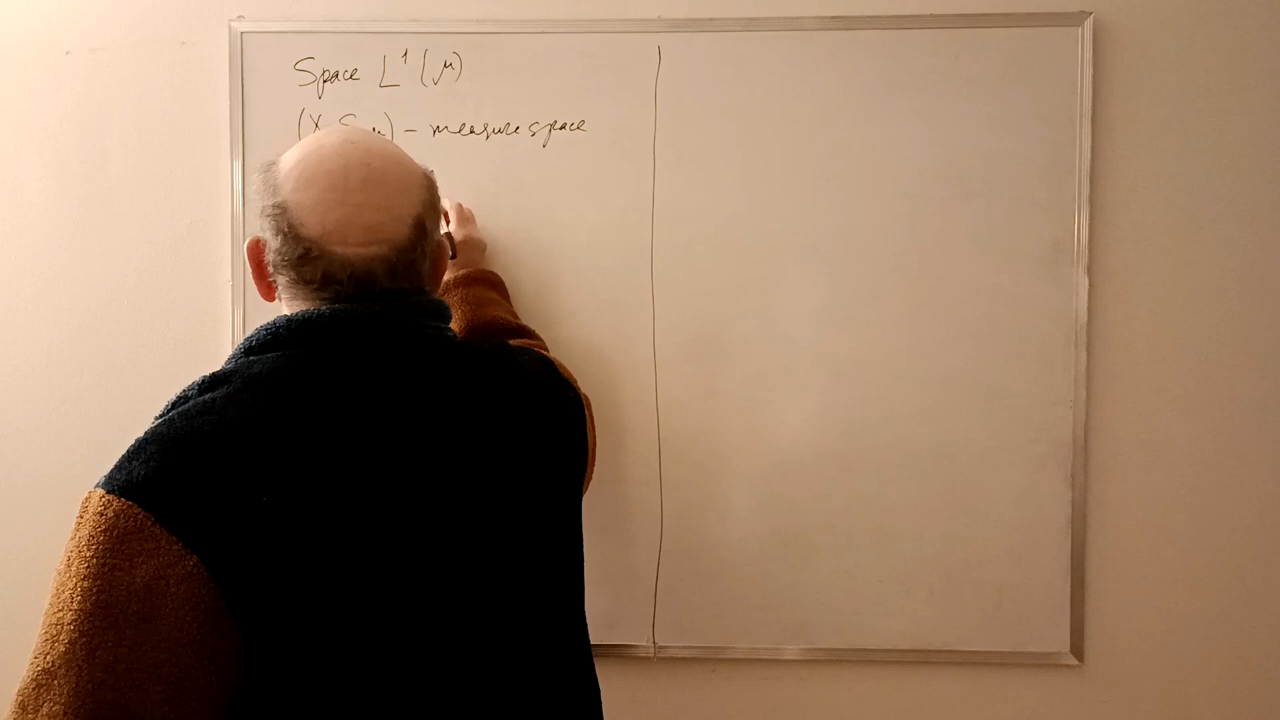 Space L¹(μ)
(X, S, μ) – measure space